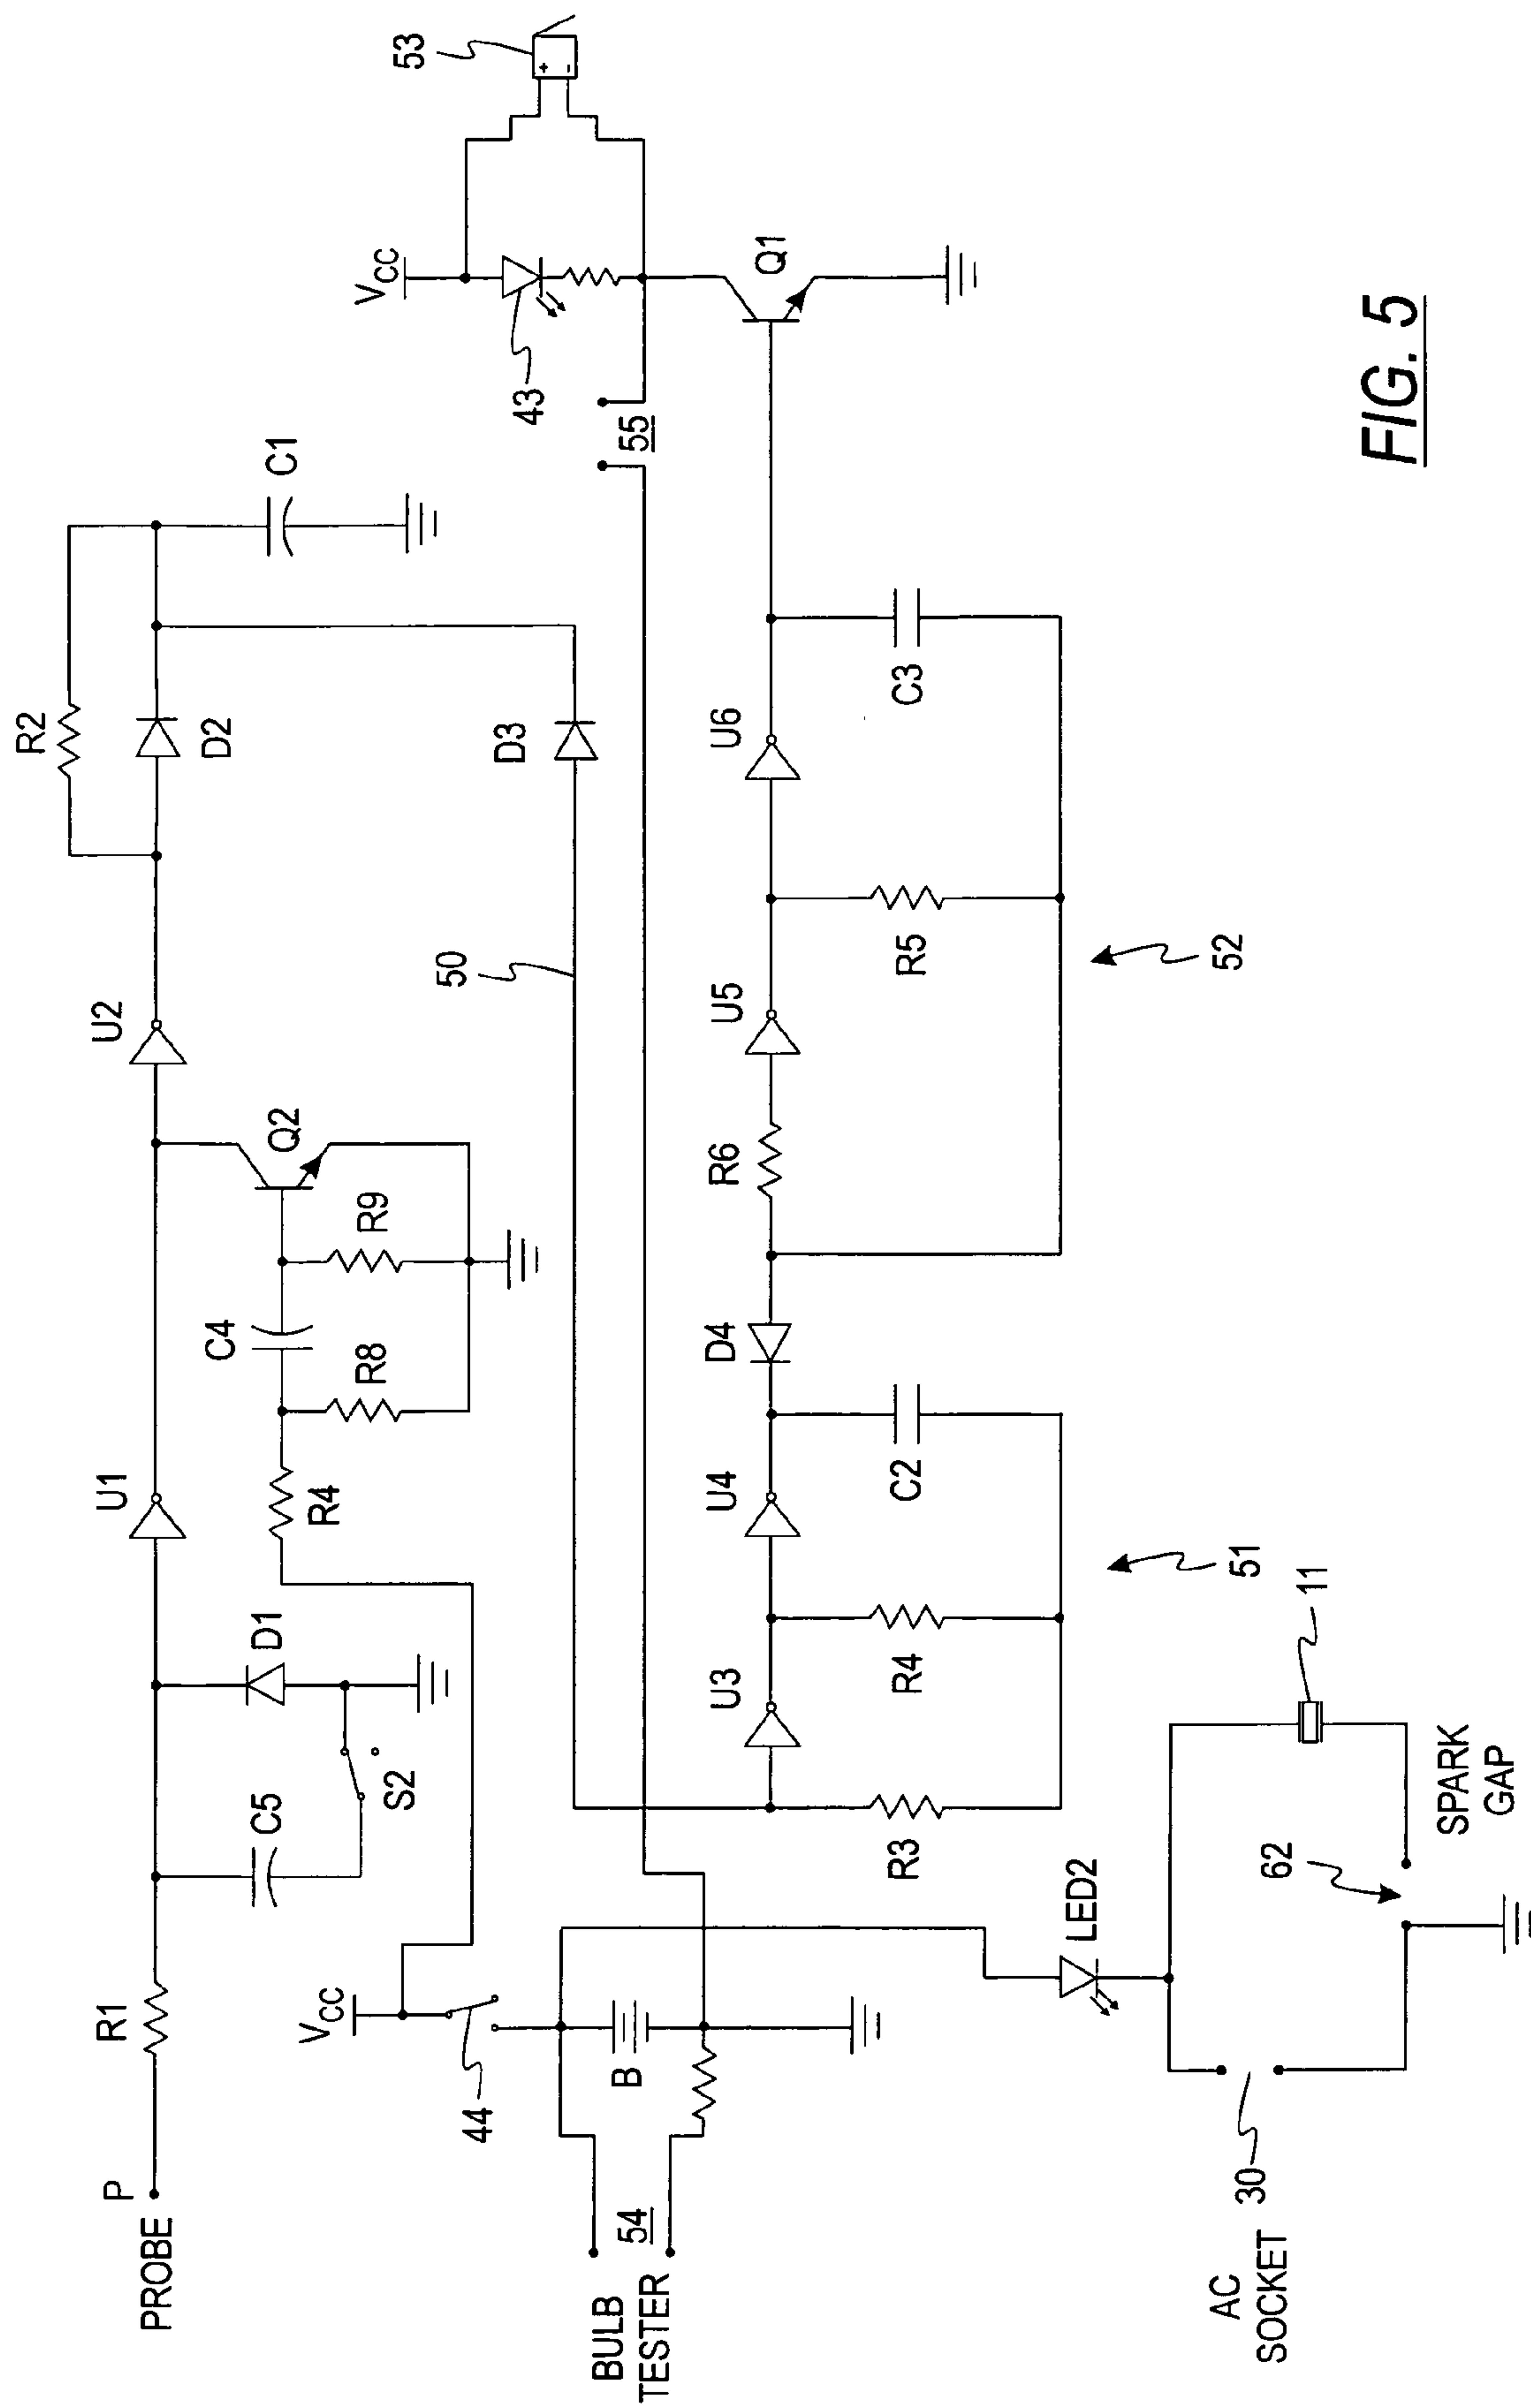 PROBE
P
R1
C5
S2
D1
U1
R4
C4
R8
R9
Q2
U2
R2
D2
C1
VCC
44
B
BULB
TESTER
54
50
D3
55
VCC
43
53
Q1
R3
U3
R4
U4
C2
D4
R6
U5
R5
U6
C3
51
52
LED2
AC
SOCKET
30
62
SPARK
GAP
11
FIG. 5
+
-